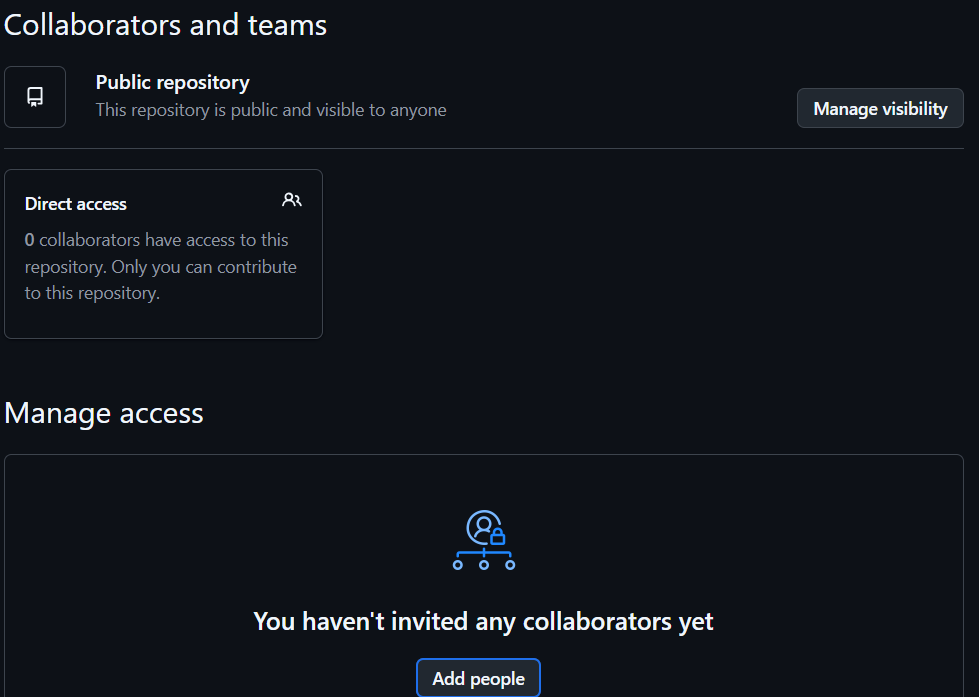 Collaborators and teams
Public repository
This repository is public and visible to anyone
Manage visibility
Direct access
0 collaborators have access to this
repository. Only you can contribute
to this repository.
Manage access
You haven't invited any collaborators yet
Add people